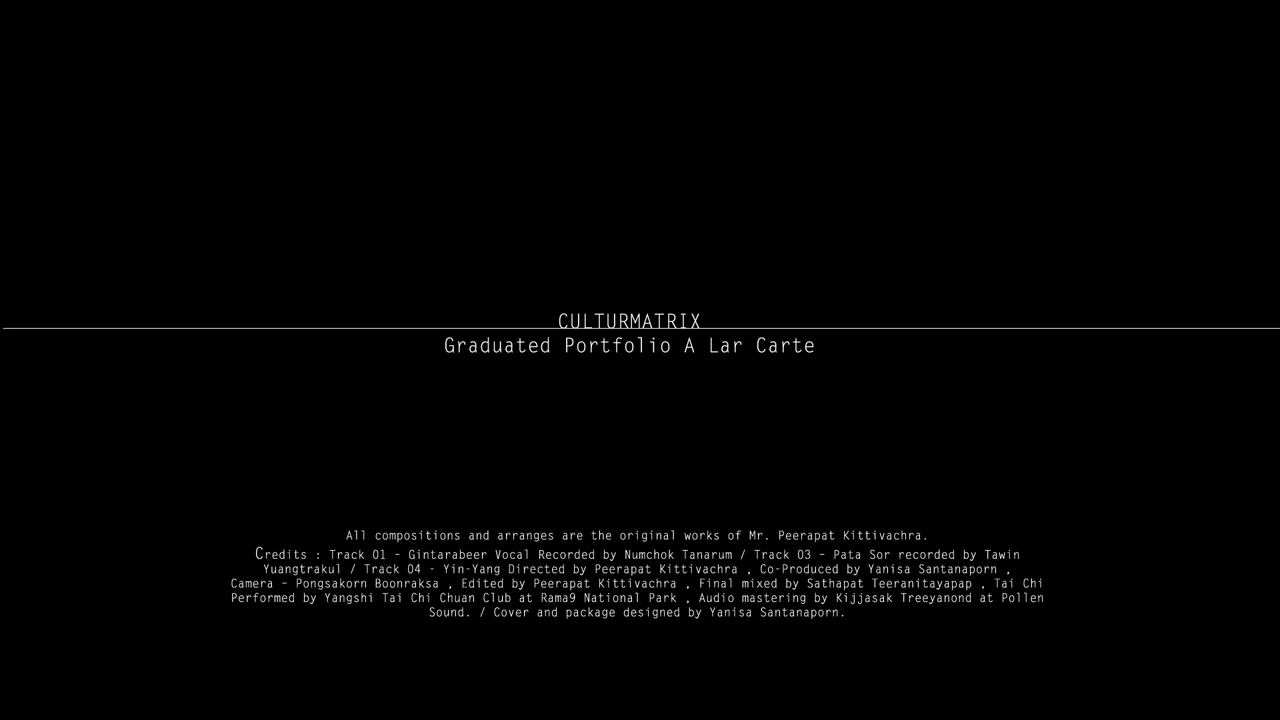 CULTURMATRIX
Graduated Portfolio A Lar Carte
All compositions and arranges are the original works of Mr. Peerapat Kittivachra.
Credits : Track 01 - Gintarabeer Vocal Recorded by Numchok Tanarum / Track 03 - Pata Sor recorded by Tawin
Yuangtrakul / Track 04 - Yin-Yang Directed by Peerapat Kittivachra , Co-Produced by Yanisa Santanaporn ,
Camera - Pongsakorn Boonraksa , Edited by Peerapat Kittivachra , Final mixed by Sathapat Teeranitayapap , Tai Chi
Performed by Yangshi Tai Chi Chuan Club at Rama9 National Park , Audio mastering by Kijjasak Treeyanond at Pollen
Sound. / Cover and package designed by Yanisa Santanaporn.